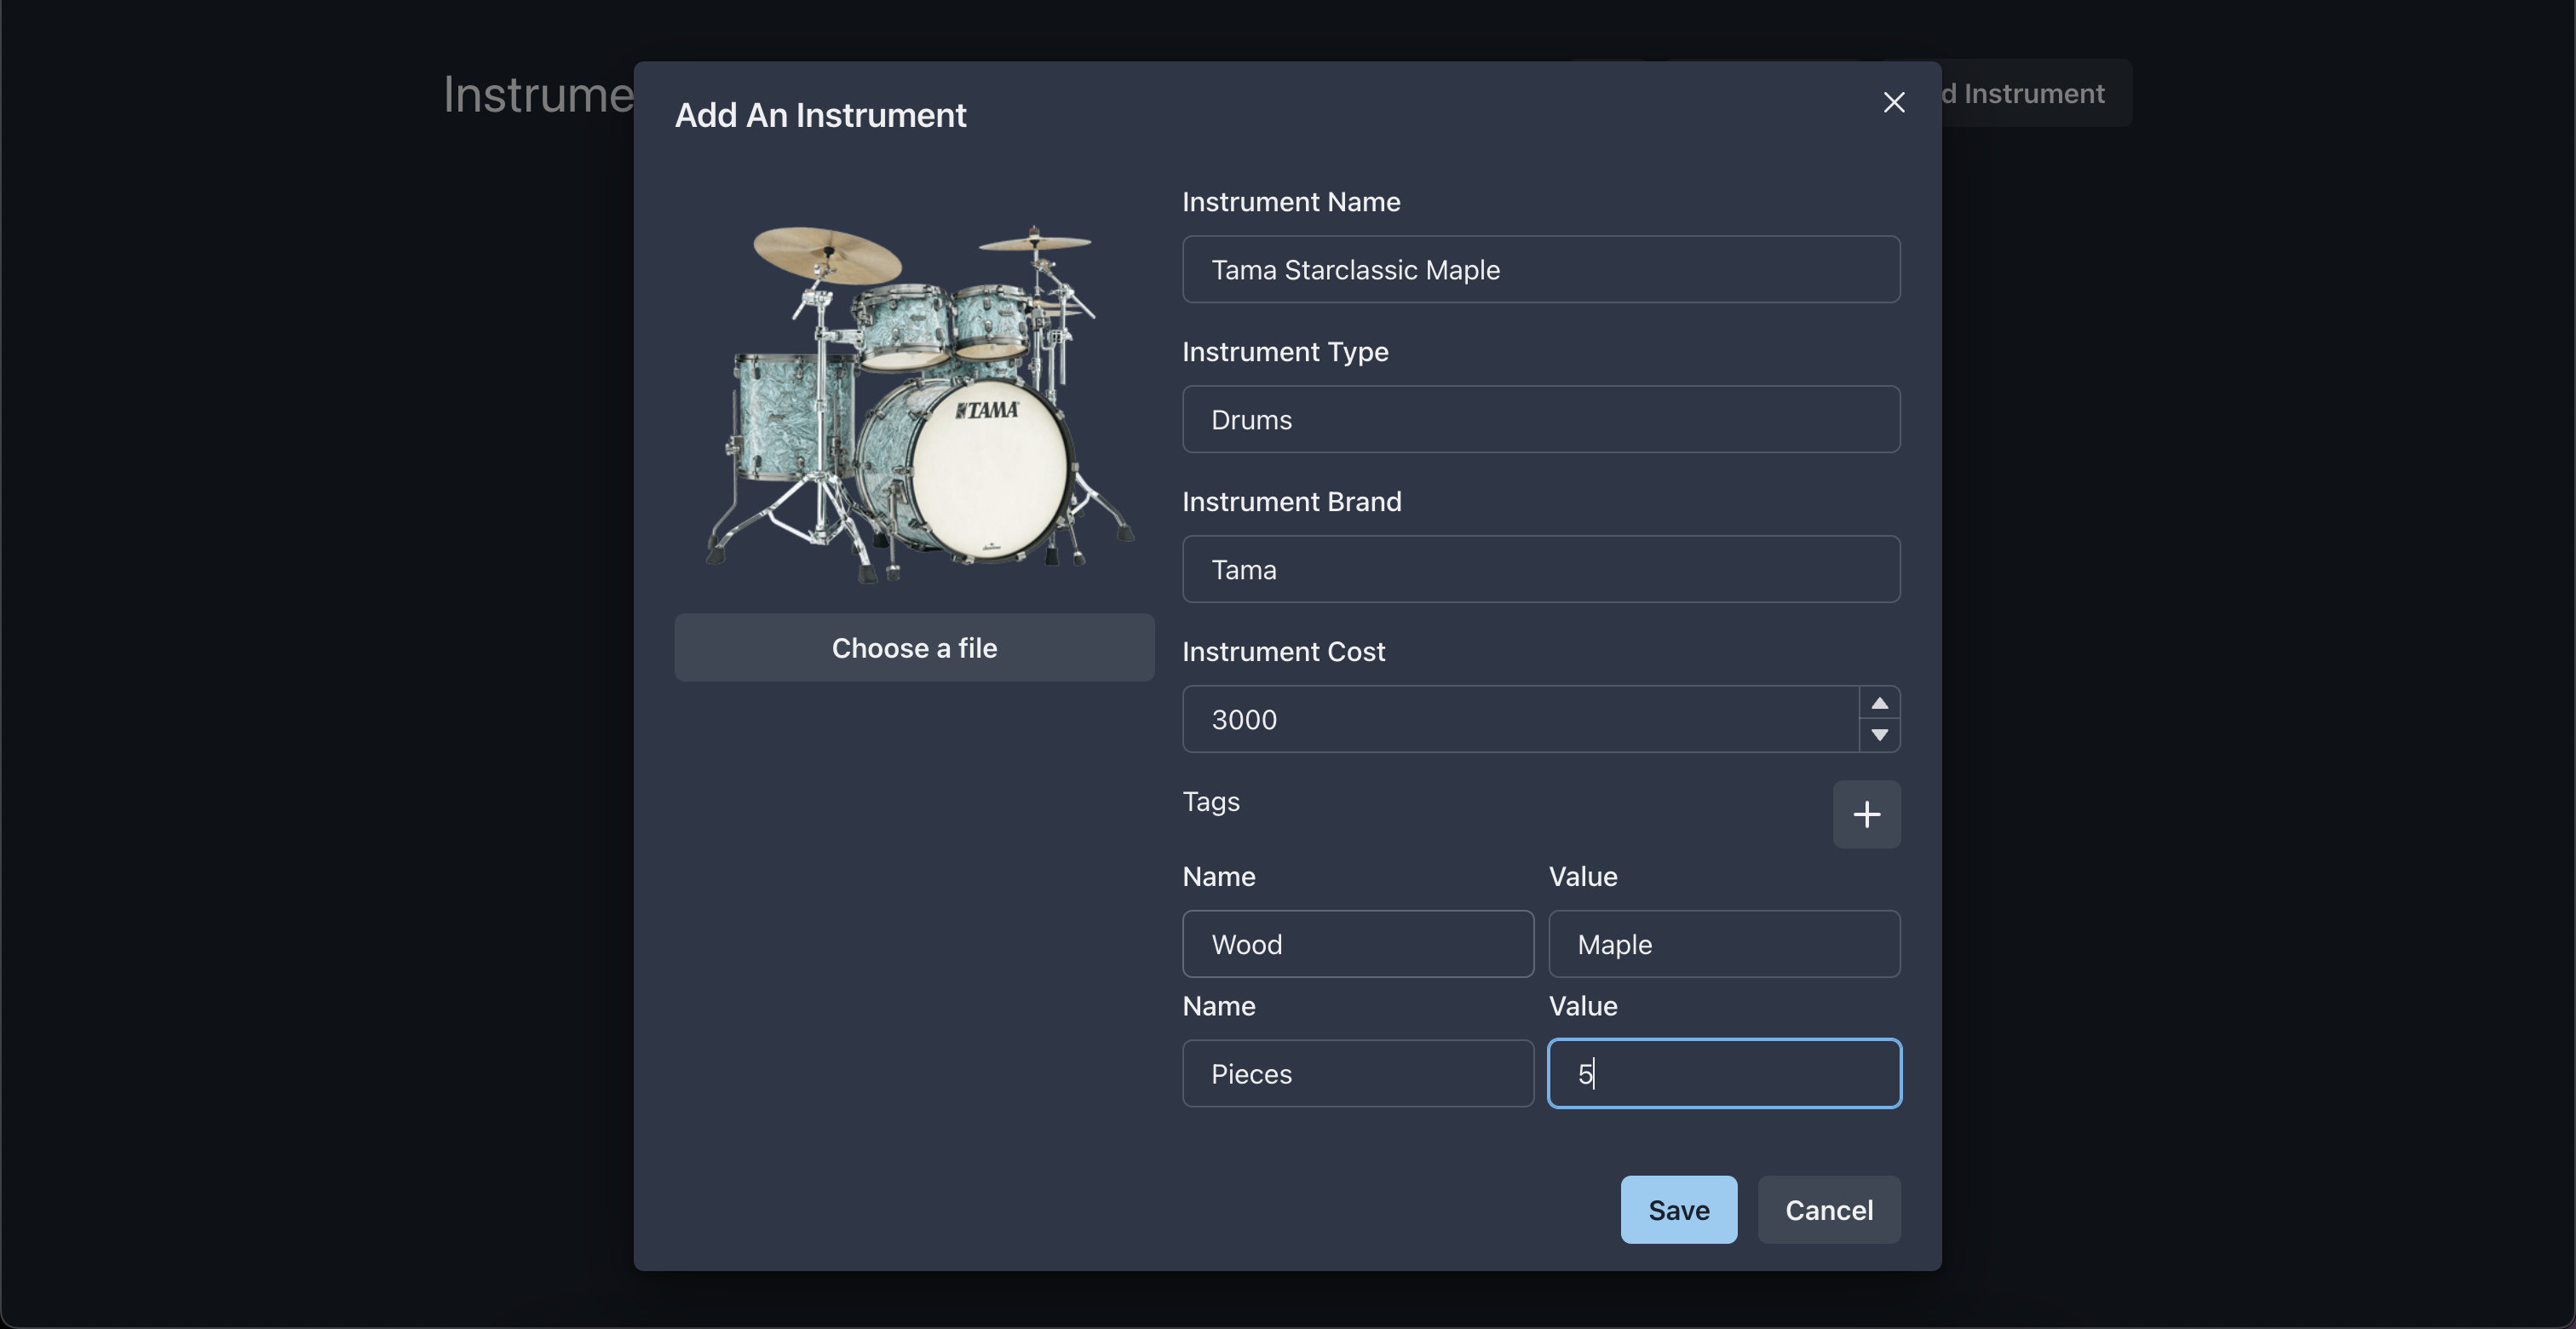 Instrume
d Instrument
Add An Instrument
TAMA
Choose a file
Instrument Name
Tama Starclassic Maple
Instrument Type
Drums
Instrument Brand
Tama
Instrument Cost
3000
Tags
Name Value
Wood Maple
Name Value
Pieces 5
Save Cancel